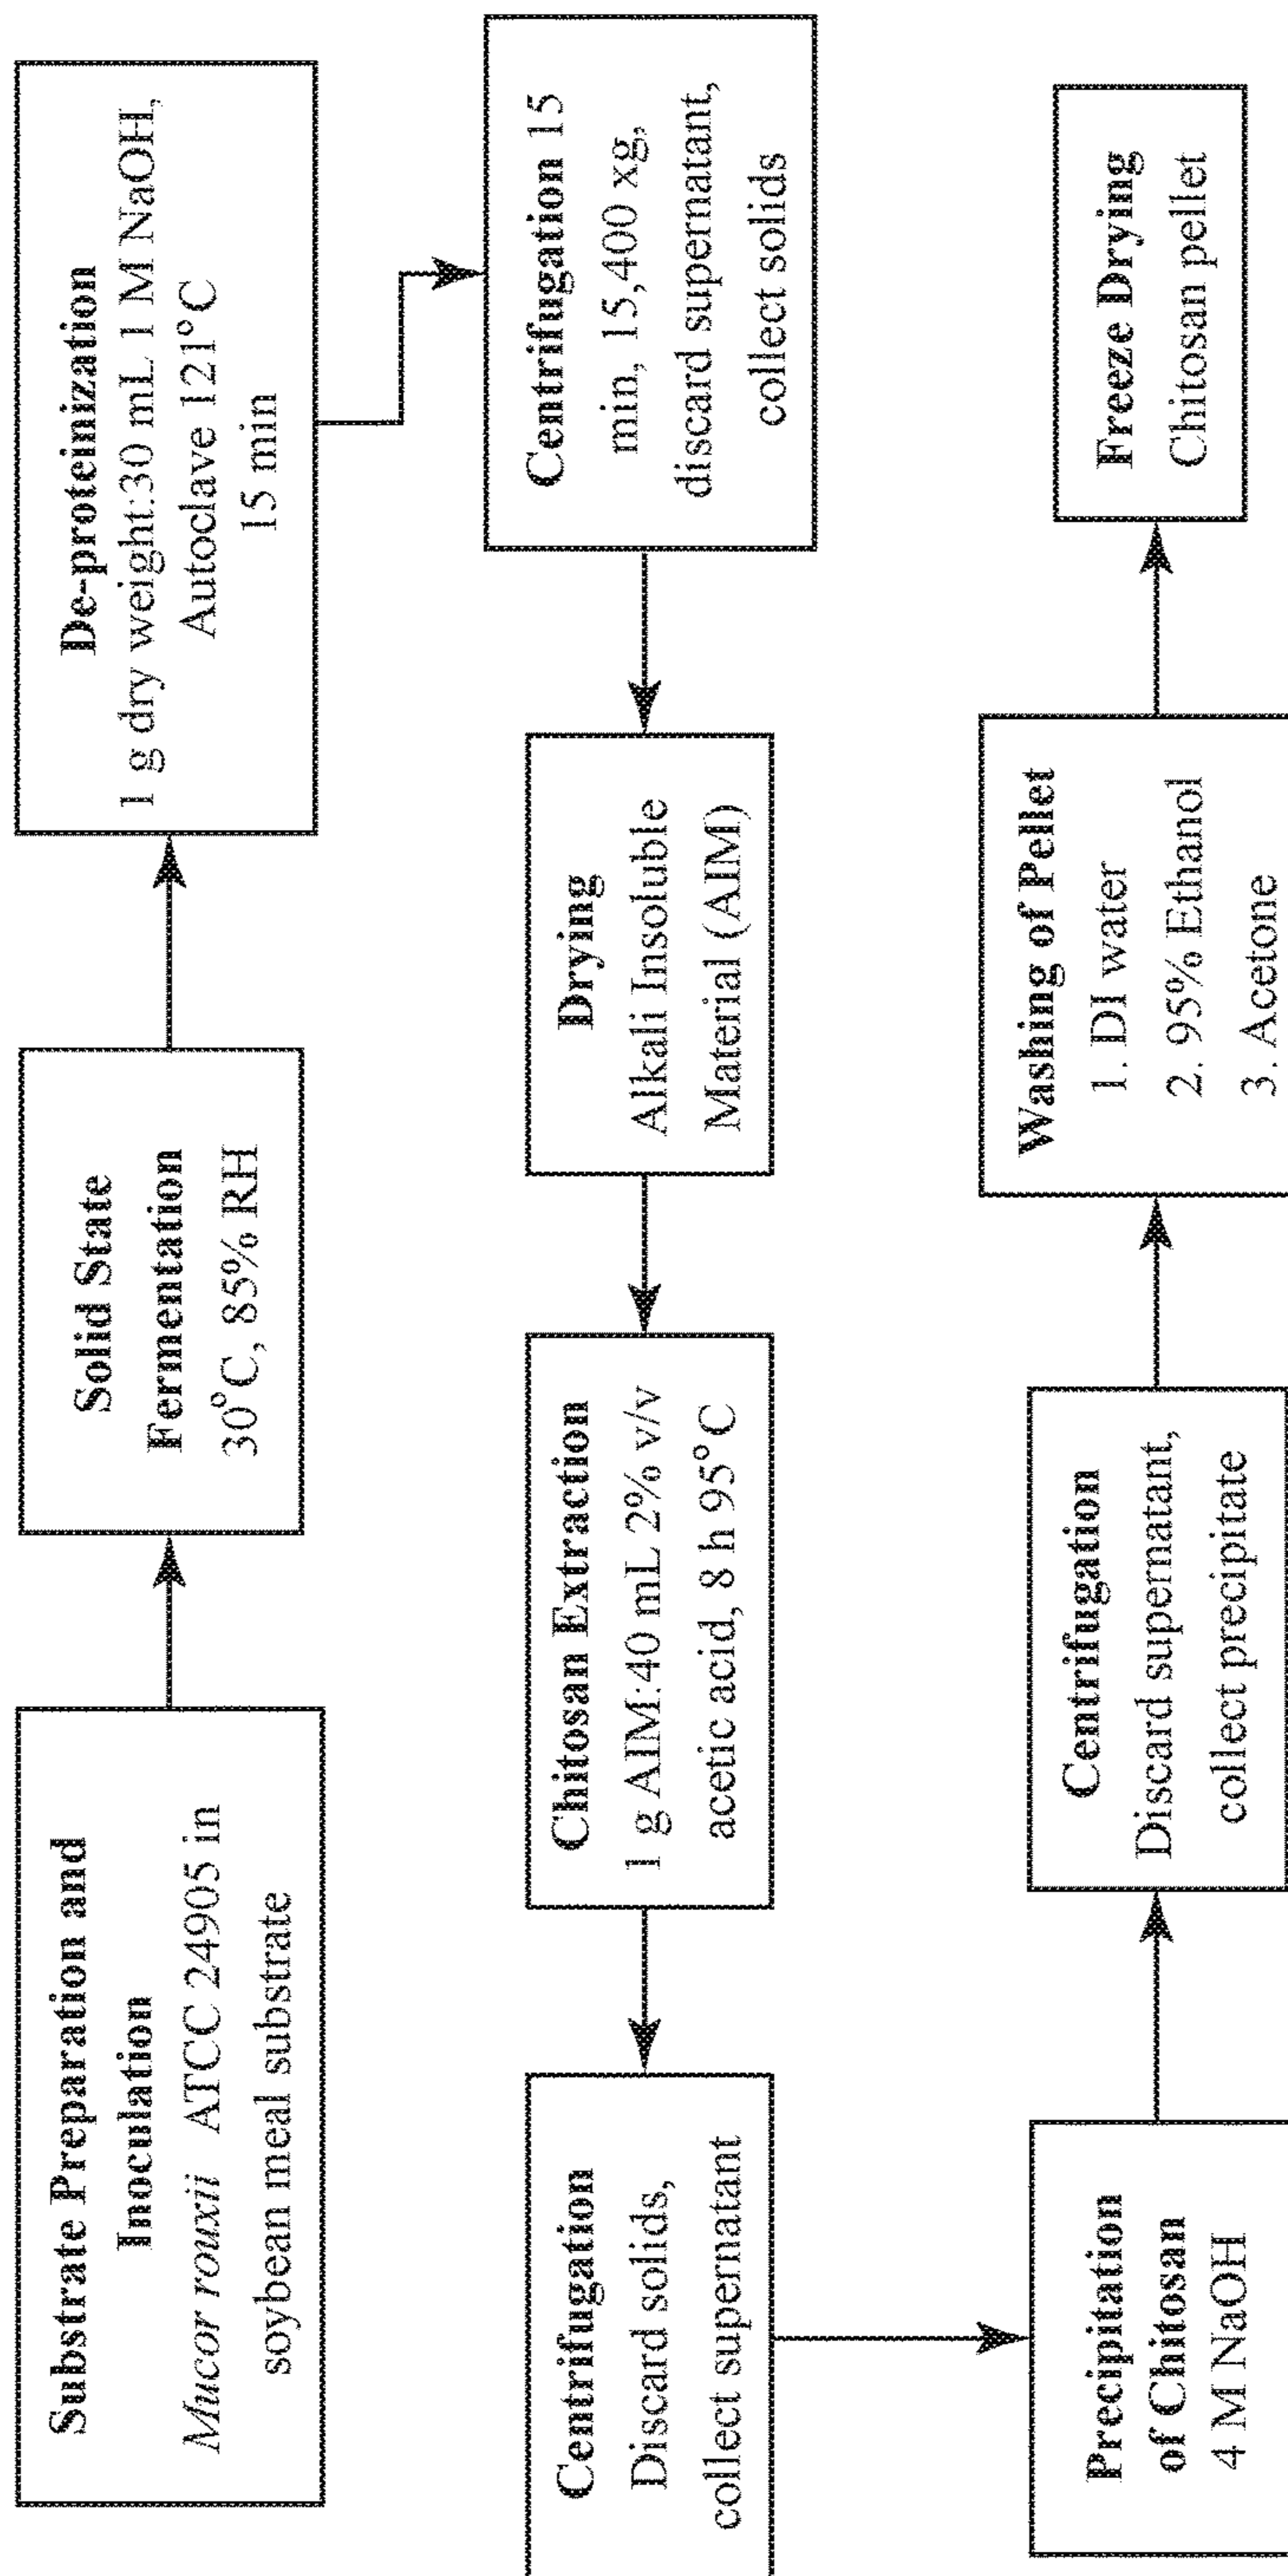 Substrate Preparation and
Inoculation
Mucor rouxii ATCC 24905 in
soybean meal substrate
Solid State
Fermentation
30°C, 85% RH
De-proteinization
1 g dry weight:30 mL 1 M NaOH,
Autoclave 121°C
15 min
Centrifugation 15
min, 15,400 xg,
discard supernatant,
collect solids
Drying
Alkali Insoluble
Material (AIM)
Chitosan Extraction
1 g AIM:40 mL 2% v/v
acetic acid, 8 h 95°C
Centrifugation
Discard solids,
collect supernatant
Precipitation
of Chitosan
4 M NaOH
Centrifugation
Discard supernatant,
collect precipitate
Washing of Pellet
1. DI water
2. 95% Ethanol
3. Acetone
Freeze Drying
Chitosan pellet